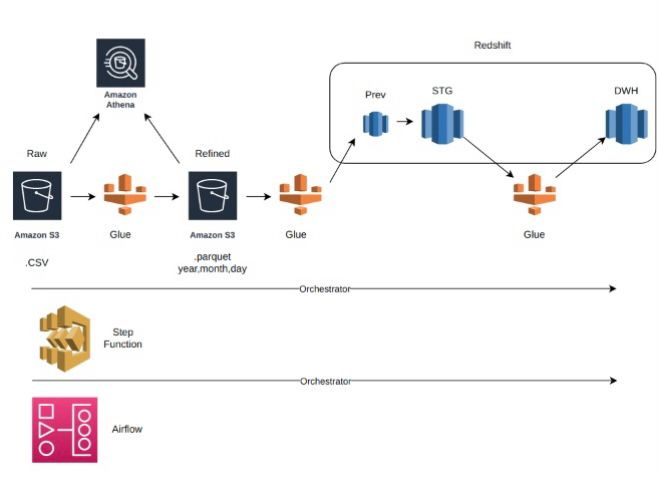 Redshift
Amazon
Athena
Prev
STG
DWH
Raw
Refined
Amazon S3
Glue
Amazon S3
Glue
Glue
.CSV
.parquet
year,month,day
Orchestrator
Step
Function
Orchestrator
Airflow